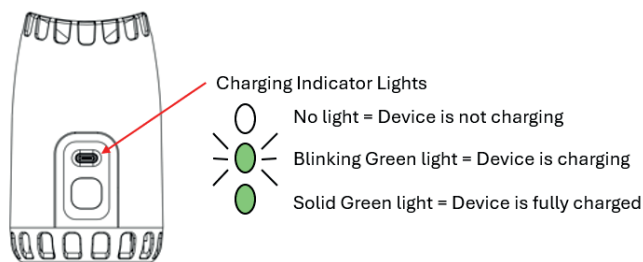 Charging Indicator Lights
No light = Device is not charging
Blinking Green light = Device is charging
Solid Green light = Device is fully charged